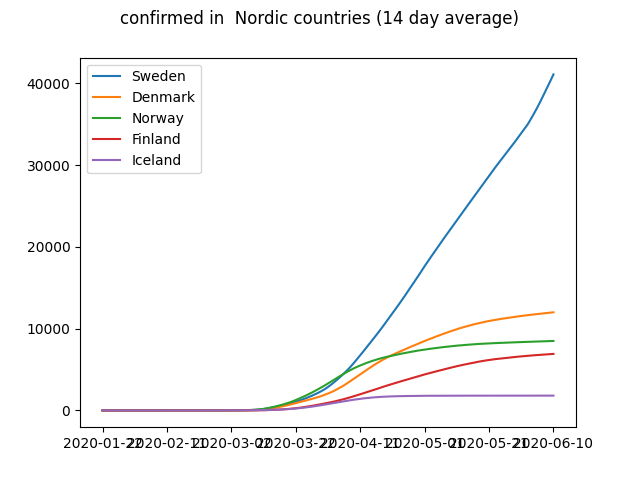 confirmed in  Nordic countries (14 day average)
Sweden
Denmark
Norway
Finland
Iceland
40000
30000
20000
10000
0
2020-01-22 2020-02-11 2020-03-02 2020-03-22 2020-04-11 2020-05-01 2020-05-21 2020-06-10